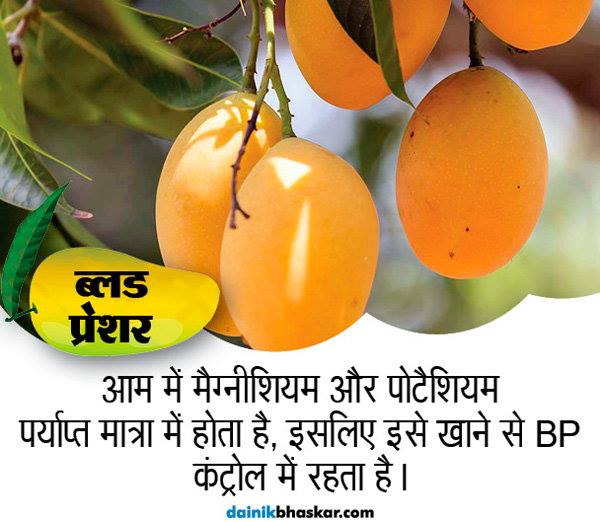 ब्लड
प्रेशर
आम में मैग्नीशियम और पोटैशियम
पर्याप्त मात्रा में होता है, इसलिए इसे खाने से BP
कंट्रोल में रहता है।
dainikbhaskar.com